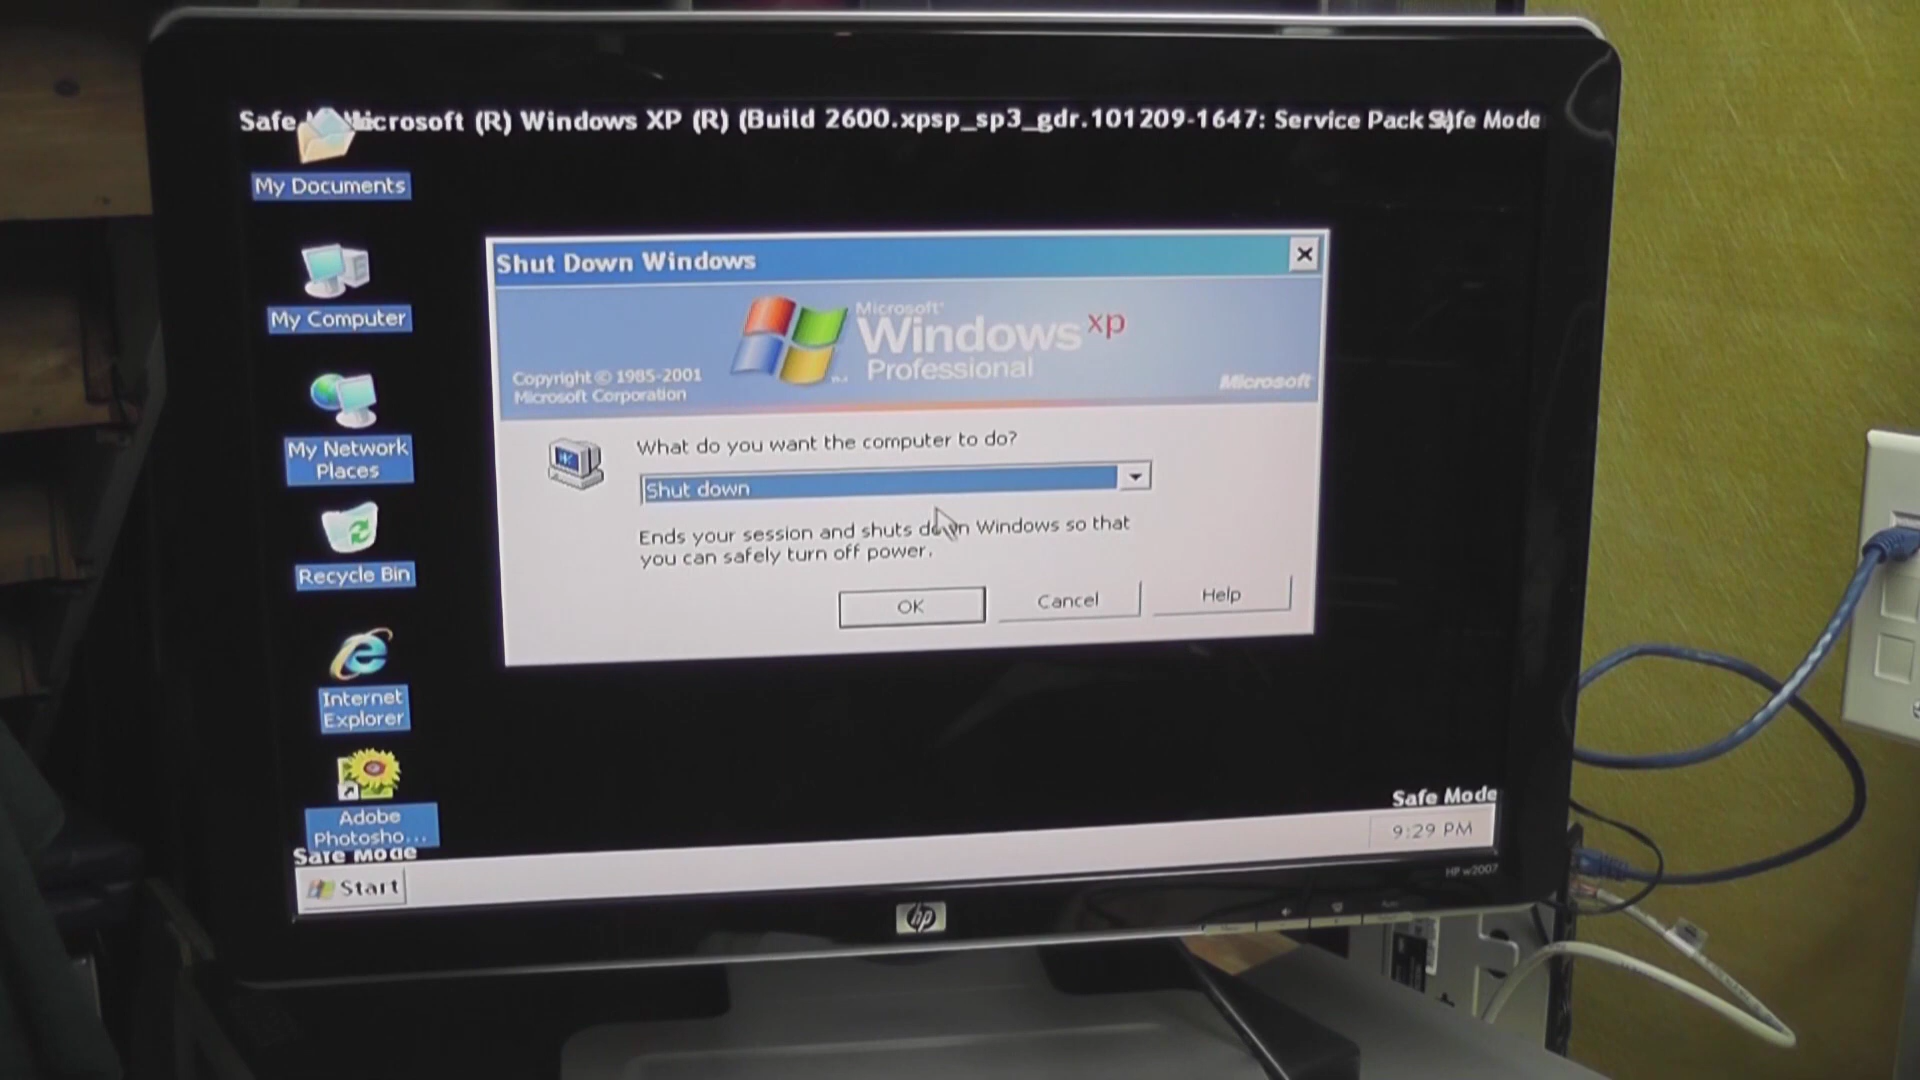 Safe Microsoft (R) Windows XP (R) (Build 2600.xpsp_sp3_gdr.101209-1647: Service Pack Safe Mode
My Documents
My Computer
My Network
Places
Recycle Bin
Internet
Explorer
Adobe
Photosho...
Safe Mode
Start
Shut Down Windows
Microsoft®
Windows xp
Professional
Copyright © 1985-2001
Microsoft Corporation
Microsoft
What do you want the computer to do?
Shut down
Ends your session and shuts down Windows so that
you can safely turn off power.
OK
Cancel
Help
Safe Mode
9:29 PM
HP w2007
hp